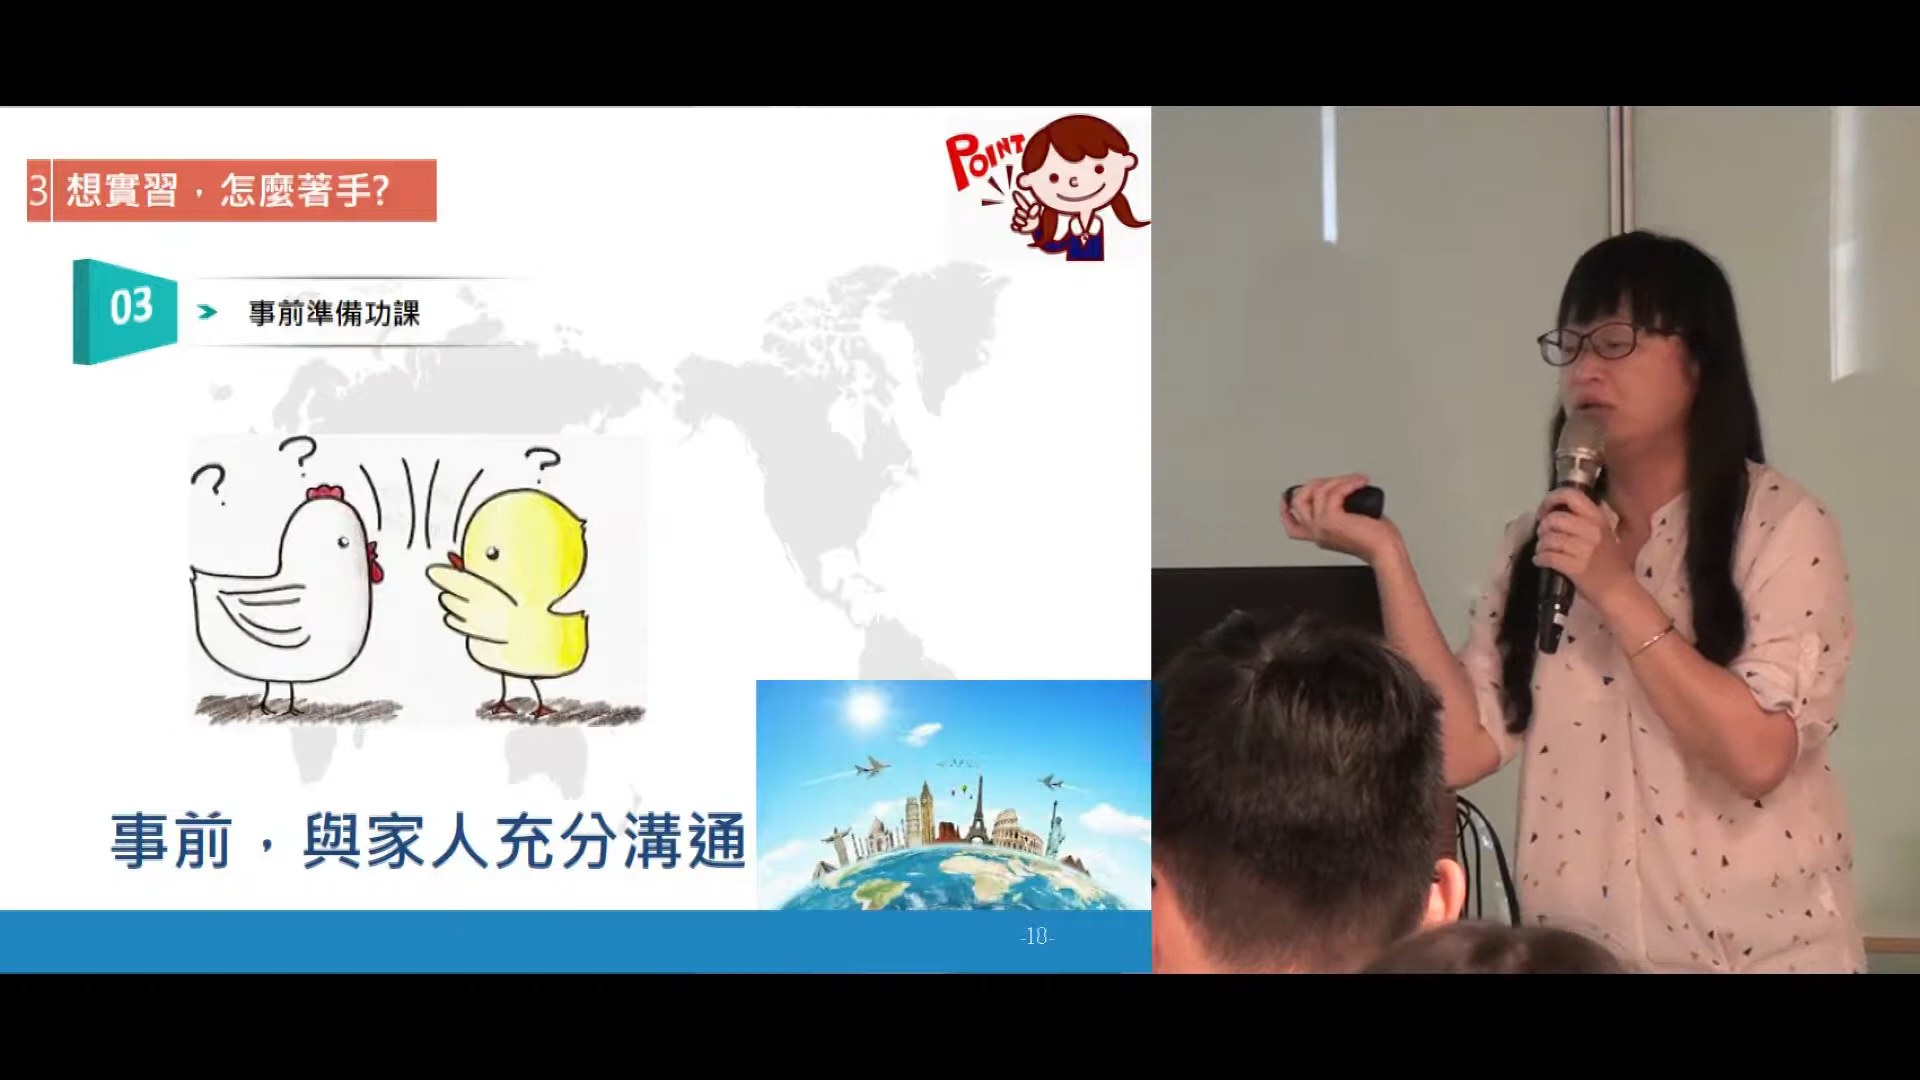 POINT
3 想實習，怎麼著手?
03
事前準備功課
? ? ?
事前，與家人充分溝通
-18-